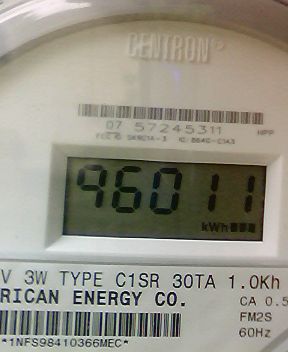 CENTRON®
07 57245311 HPP
96011
kWh
V 3W TYPE C1SR 30TA 1.0Kh
RICAN ENERGY CO.
CA 0.5
FM2S
60Hz
*1NFS98410366MEC*